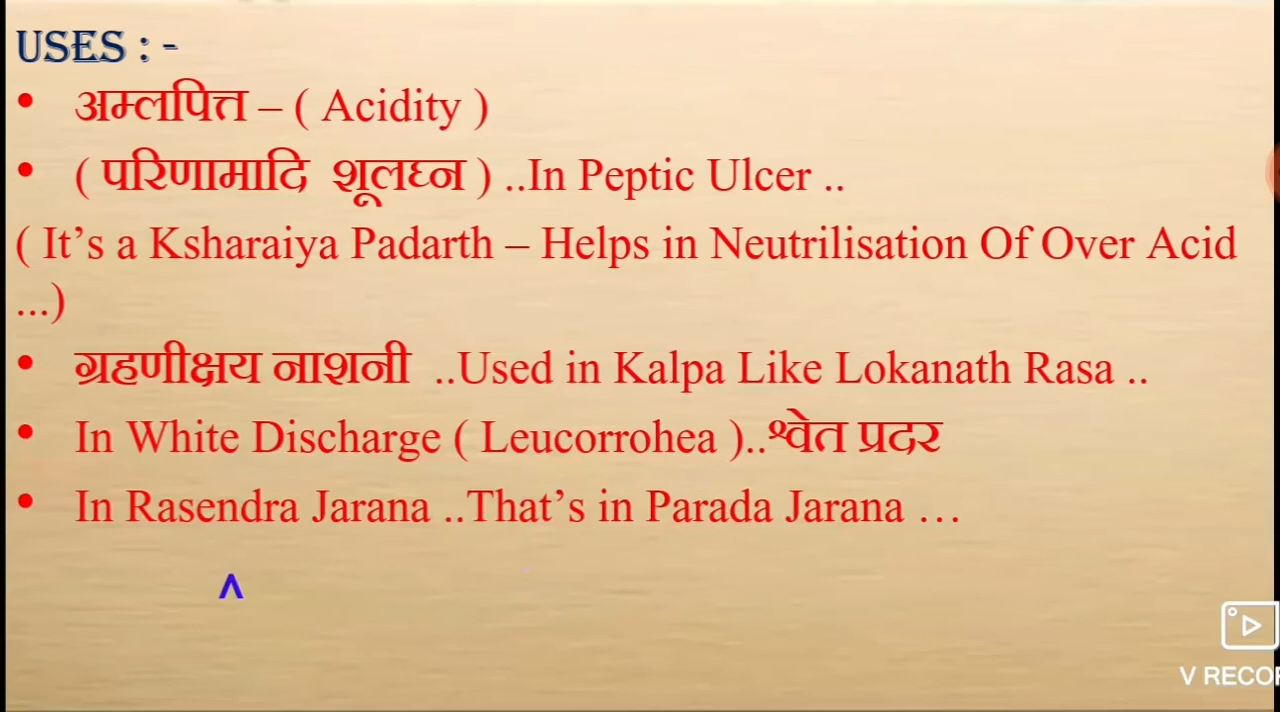 USES : -
• अम्लपित्त – ( Acidity )
• ( परिणामादि शूलघ्न ) ..In Peptic Ulcer ..
( It’s a Ksharaiya Padarth – Helps in Neutrilisation Of Over Acid
...)
• ग्रहणीक्षय नाशनी ..Used in Kalpa Like Lokanath Rasa ..
• In White Discharge ( Leucorrohea )..श्वेत प्रदर
• In Rasendra Jarana ..That’s in Parada Jarana …
^
V RECOR